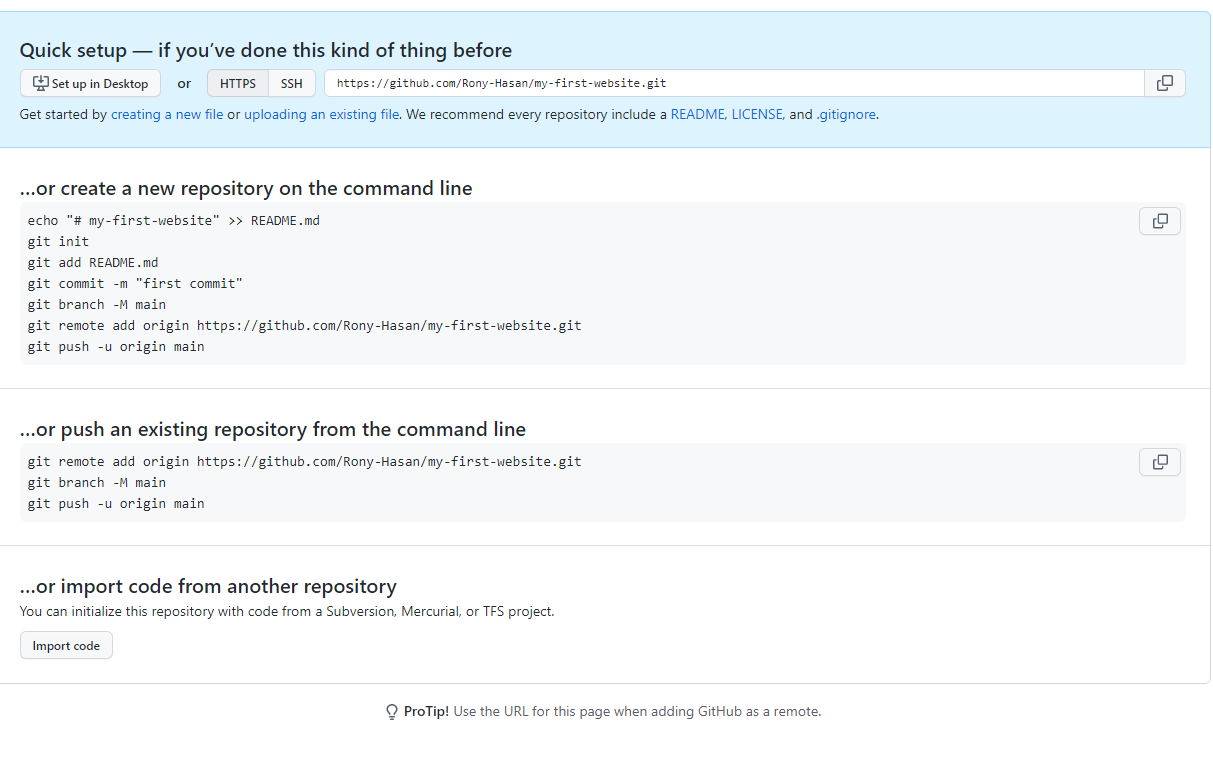 Quick setup — if you’ve done this kind of thing before
Set up in Desktop or HTTPS SSH https://github.com/Rony-Hasan/my-first-website.git
Get started by creating a new file or uploading an existing file. We recommend every repository include a README, LICENSE, and .gitignore.
…or create a new repository on the command line
echo "# my-first-website" >> README.md
git init
git add README.md
git commit -m "first commit"
git branch -M main
git remote add origin https://github.com/Rony-Hasan/my-first-website.git
git push -u origin main
…or push an existing repository from the command line
git remote add origin https://github.com/Rony-Hasan/my-first-website.git
git branch -M main
git push -u origin main
…or import code from another repository
You can initialize this repository with code from a Subversion, Mercurial, or TFS project.
Import code
ProTip! Use the URL for this page when adding GitHub as a remote.